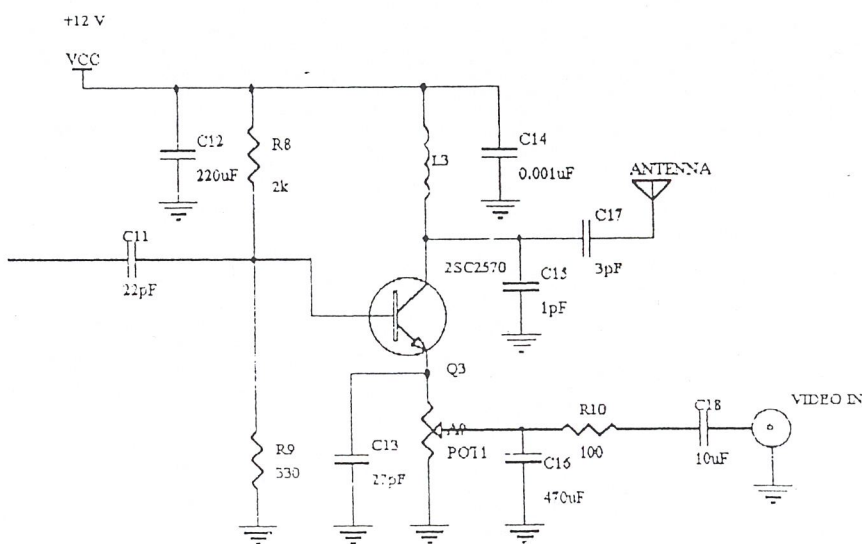 +12 V
VCC
C12
220uF
R8
2k
L3
C14
0.001uF
ANTENNA
C17
3pF
C11
22pF
2SC2570
C15
1pF
Q3
VIDEO IN
R10
100
C18
10uF
POT1
R9
C13
27pF
C16
470uF